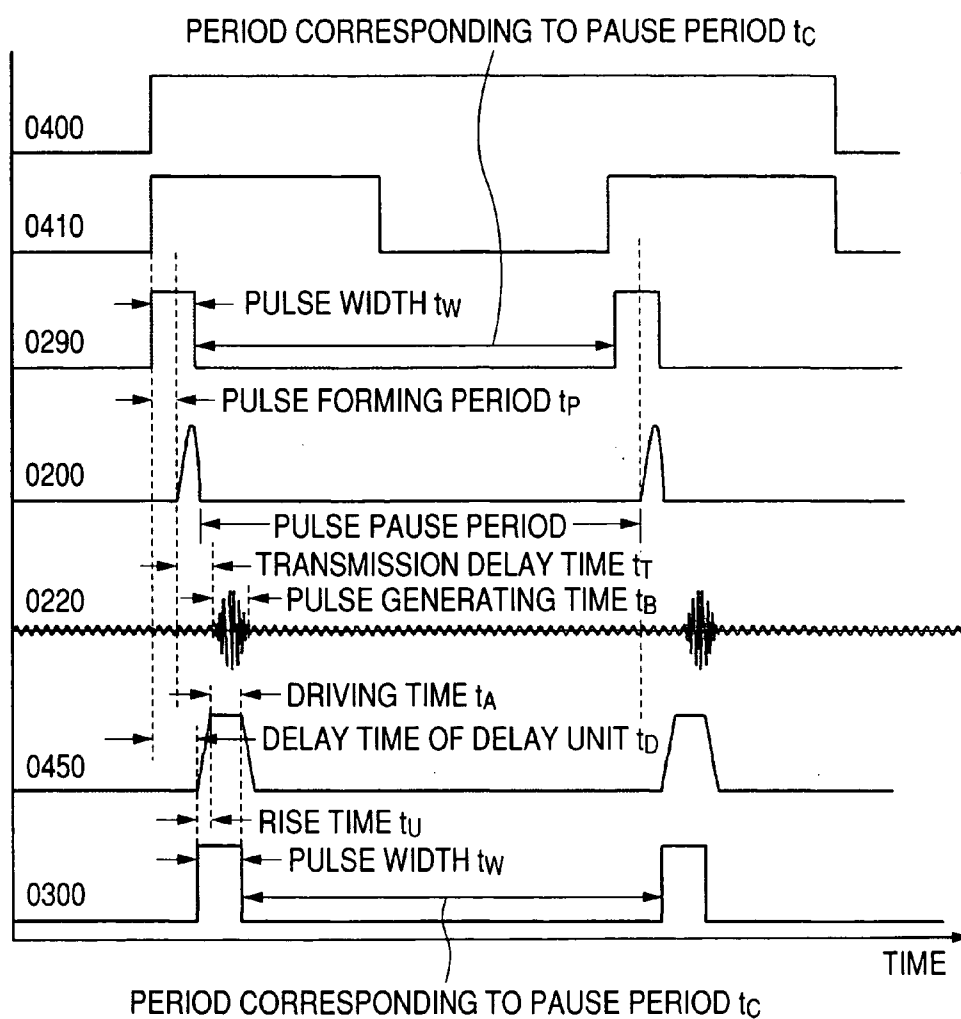 PERIOD CORRESPONDING TO PAUSE PERIOD tC
0400
0410
PULSE WIDTH tW
0290
PULSE FORMING PERIOD tP
0200
PULSE PAUSE PERIOD
TRANSMISSION DELAY TIME tT
0220
PULSE GENERATING TIME tB
DRIVING TIME tA
DELAY TIME OF DELAY UNIT tD
0450
RISE TIME tU
PULSE WIDTH tW
0300
TIME
PERIOD CORRESPONDING TO PAUSE PERIOD tC